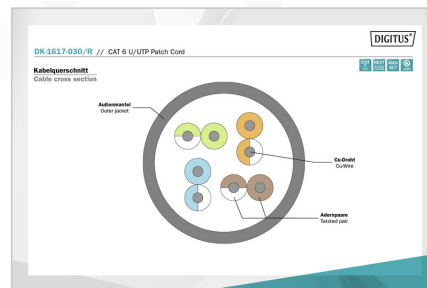 DIGITUS®
DK-1617-030/R // CAT 6 U/UTP Patch Cord
Kabelquerschnitt
Cable cross section
Außenmantel
Outer jacket
Cu-Draht
Cu-Wire
Adernpaare
Twisted pair